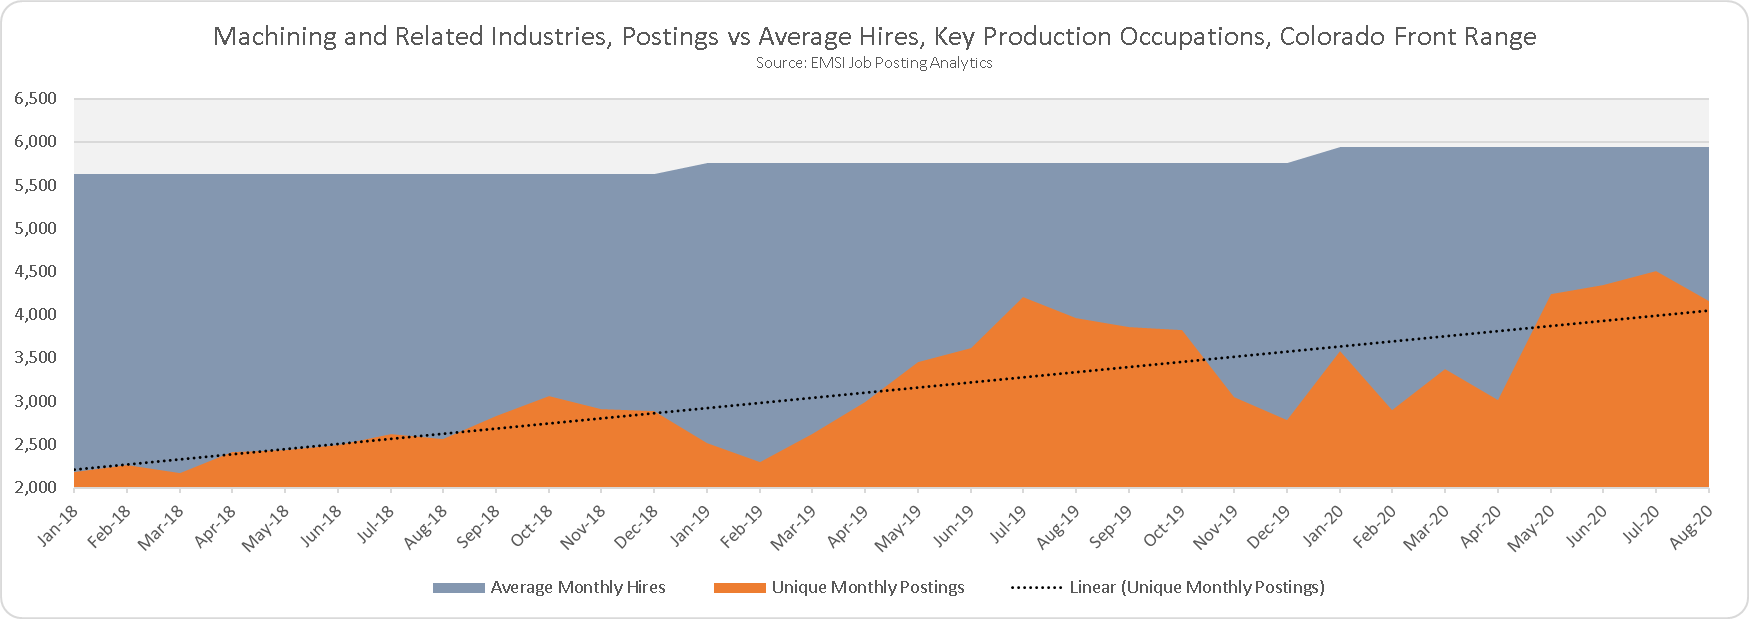 Machining and Related Industries, Postings vs Average Hires, Key Production Occupations, Colorado Front Range
Source: EMSI Job Posting Analytics
6,500
6,000
5,500
5,000
4,500
4,000
3,500
3,000
2,500
2,000
Jan-18
Feb-18
Mar-18
Apr-18
May-18
Jun-18
Jul-18
Aug-18
Sep-18
Oct-18
Nov-18
Dec-18
Jan-19
Feb-19
Mar-19
Apr-19
May-19
Jun-19
Jul-19
Aug-19
Sep-19
Oct-19
Nov-19
Dec-19
Jan-20
Feb-20
Mar-20
Apr-20
May-20
Jun-20
Jul-20
Aug-20
Average Monthly Hires
Unique Monthly Postings
Linear (Unique Monthly Postings)